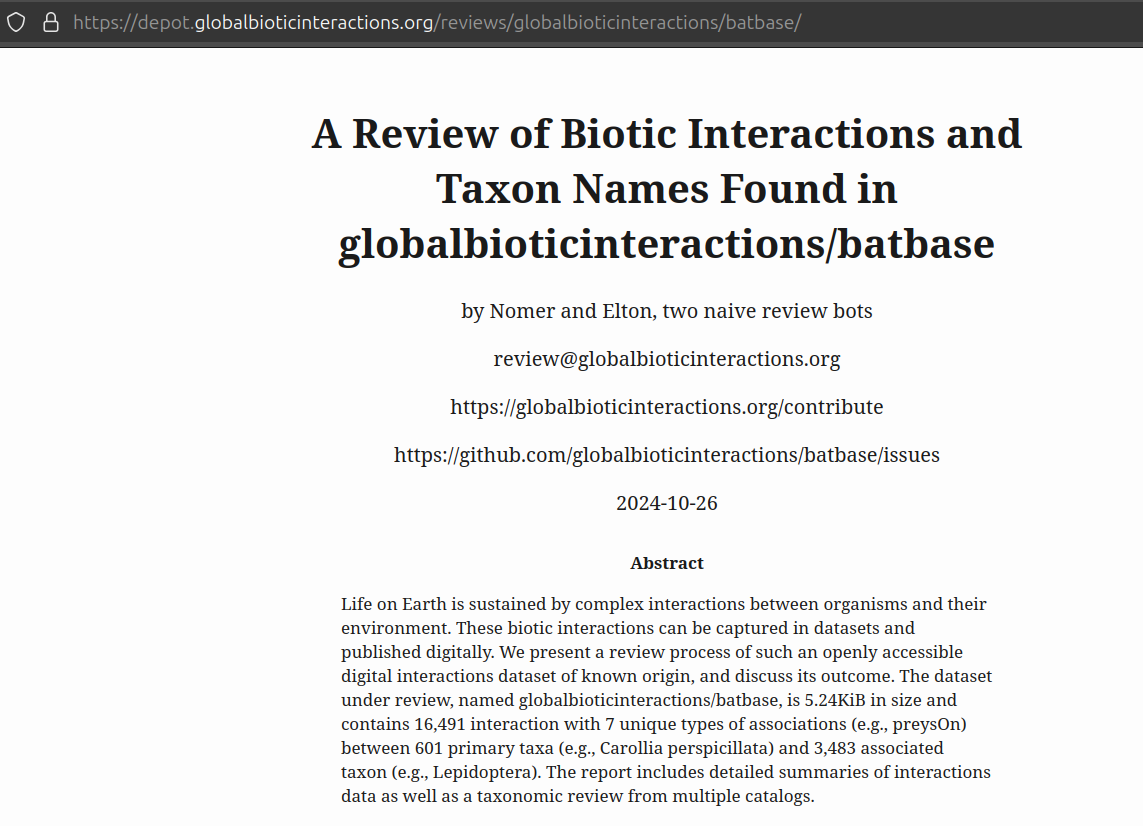 https://depot.globalbioticinteractions.org/reviews/globalbioticinteractions/batbase/
A Review of Biotic Interactions and
Taxon Names Found in
globalbioticinteractions/batbase
by Nomer and Elton, two naive review bots
review@globalbioticinteractions.org
https://globalbioticinteractions.org/contribute
https://github.com/globalbioticinteractions/batbase/issues
2024-10-26
Abstract
Life on Earth is sustained by complex interactions between organisms and their
environment. These biotic interactions can be captured in datasets and
published digitally. We present a review process of such an openly accessible
digital interactions dataset of known origin, and discuss its outcome. The dataset
under review, named globalbioticinteractions/batbase, is 5.24KiB in size and
contains 16,491 interaction with 7 unique types of associations (e.g., preysOn)
between 601 primary taxa (e.g., Carollia perspicillata) and 3,483 associated
taxon (e.g., Lepidoptera). The report includes detailed summaries of interactions
data as well as a taxonomic review from multiple catalogs.